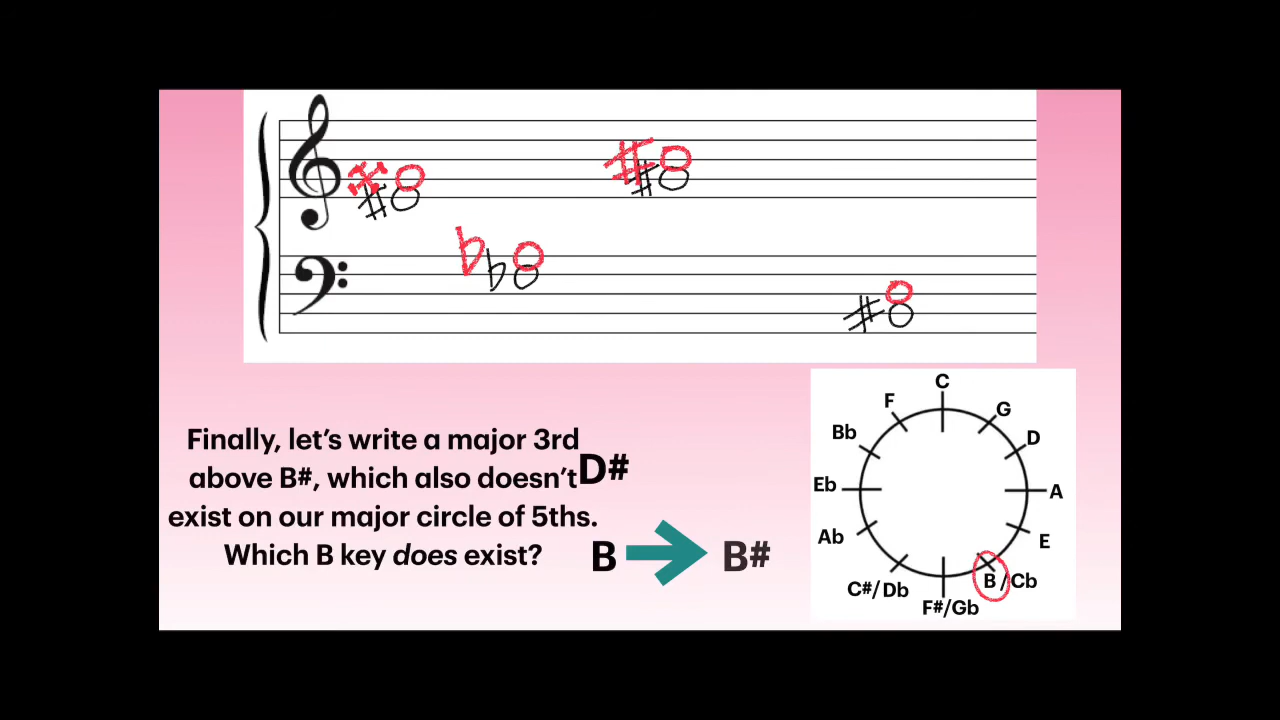 Finally, let's write a major 3rd
above B#, which also doesn't
exist on our major circle of 5ths.
Which B key does exist?
D#
B
B#
C
G
D
A
E
B/Cb
F#/Gb
C#/Db
Ab
Eb
Bb
F